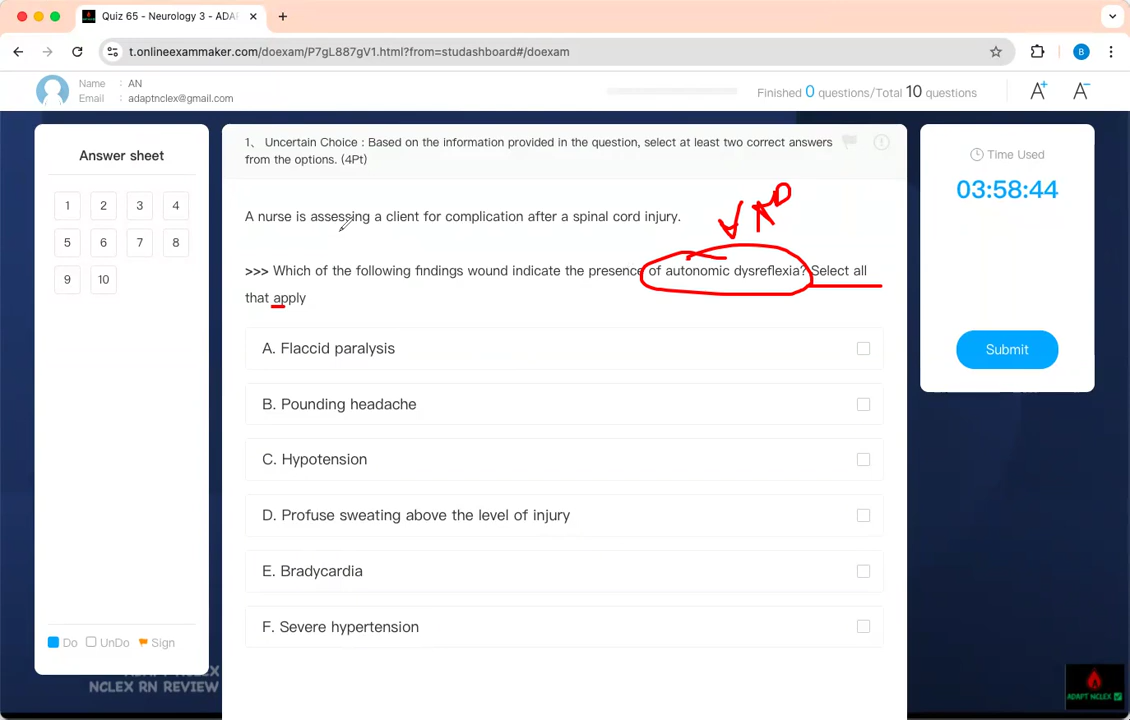 Quiz 65 - Neurology 3 - ADA
t.onlineexammaker.com/doexam/P7gL887gV1.html?from=studashboard#/doexam
B
Name : AN
Email : adaptnclex@gmail.com
Finished 0 questions/Total 10 questions
A+ A-
Answer sheet
1 2 3 4
5 6 7 8
9 10
Do UnDo Sign
ADAPT NCLEX
NCLEX RN REVIEW
1、 Uncertain Choice : Based on the information provided in the question, select at least two correct answers
from the options. (4Pt)
A nurse is assessing a client for complication after a spinal cord injury.
>>> Which of the following findings wound indicate the presence of autonomic dysreflexia? Select all
that apply
A. Flaccid paralysis
B. Pounding headache
C. Hypotension
D. Profuse sweating above the level of injury
E. Bradycardia
F. Severe hypertension
Time Used
03:58:44
Submit
ADAPT NCLEX